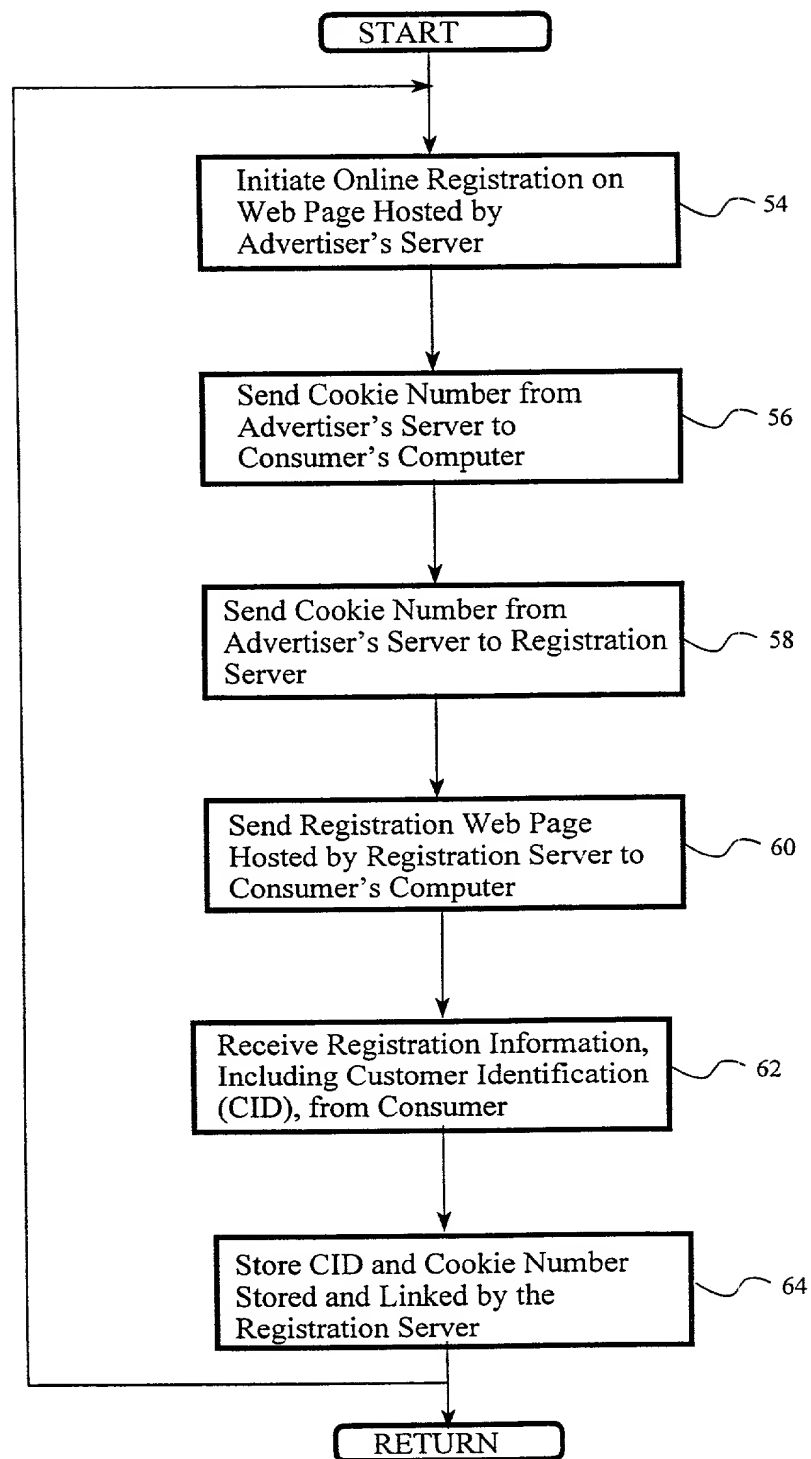 START
Initiate Online Registration on
Web Page Hosted by
Advertiser's Server
54
Send Cookie Number from
Advertiser's Server to
Consumer's Computer
56
Send Cookie Number from
Advertiser's Server to Registration
Server
58
Send Registration Web Page
Hosted by Registration Server to
Consumer's Computer
60
Receive Registration Information,
Including Customer Identification
(CID), from Consumer
62
Store CID and Cookie Number
Stored and Linked by the
Registration Server
64
RETURN